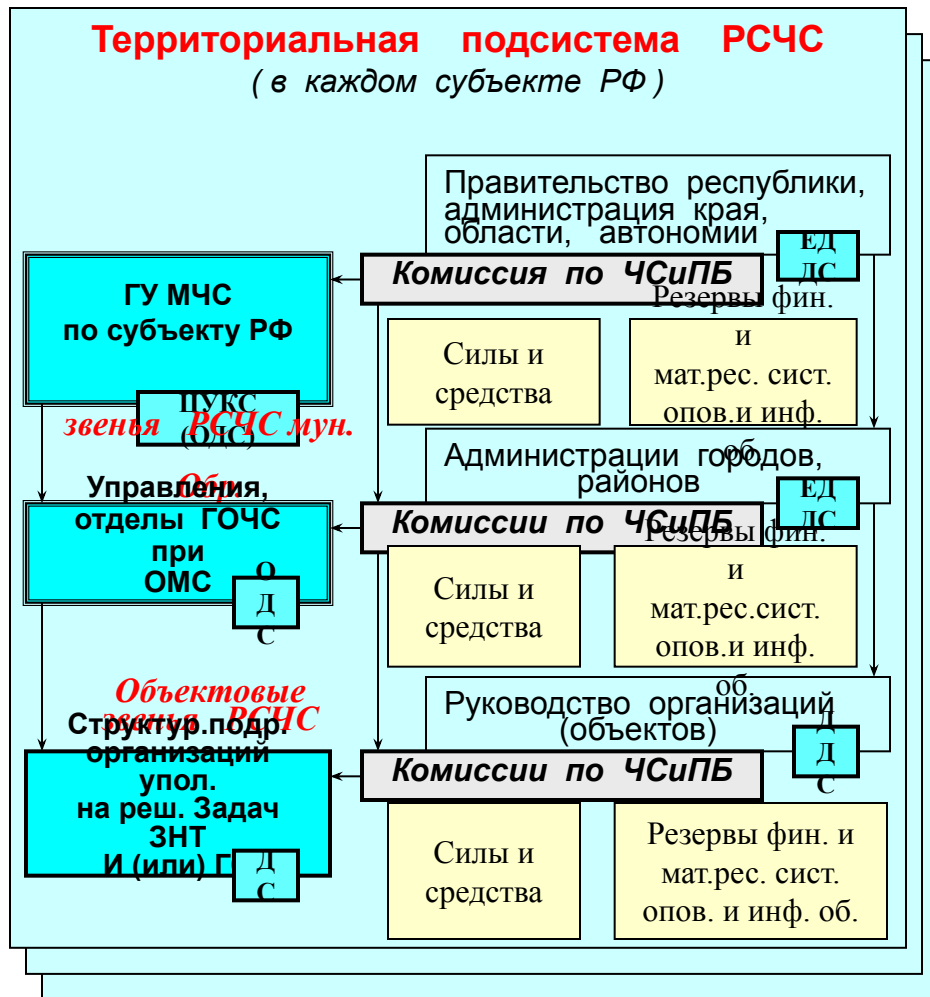 Территориальная подсистема РСЧС
( в каждом субъекте РФ )
Правительство республики,
администрация края,
области, автономии
ЕД
ДС
Комиссия по ЧСиПБ
ГУ МЧС
по субъекту РФ
ЦУКС
(ОДС)
Силы и
средства
Резервы фин.
и
мат.рес. сист.
опов.и инф.
об.
звенья РСЧС мун.
Обр.
Администрации городов,
районов
ЕД
ДС
Комиссии по ЧСиПБ
Управления,
отделы ГОЧС
при
ОМС
О
Д
С
Силы и
средства
Резервы фин.
и
мат.рес.сист.
опов.и инф.
об.
Объектовые
звенья РСЧС
Руководство организаций
(объектов)
Д
Д
С
Комиссии по ЧСиПБ
Структур.подр.
организаций
упол.
на реш. Задач
ЗНТ
И (или)
Д
С
Силы и
средства
Резервы фин. и
мат.рес. сист.
опов. и инф. об.